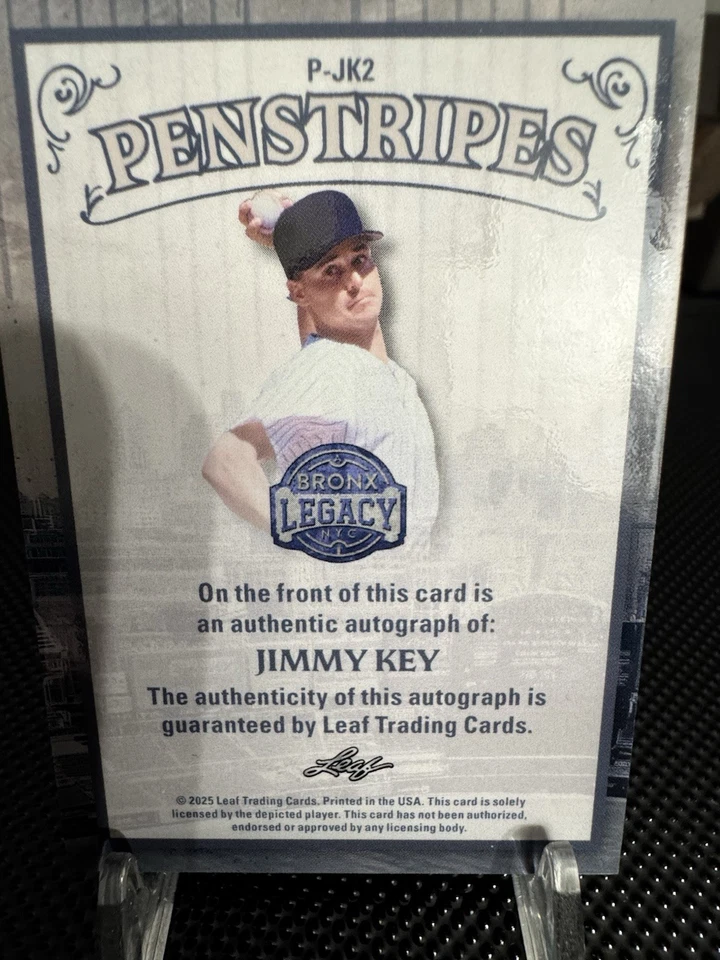 P-JK2
PENSTRIPES
BRONX
LEGACY
NYC
On the front of this card is
an authentic autograph of:
JIMMY KEY
The authenticity of this autograph is
guaranteed by Leaf Trading Cards.
Leaf
© 2025 Leaf Trading Cards. Printed in the USA. This card is solely
licensed by the depicted player. This card has not been authorized,
endorsed or approved by any licensing body.